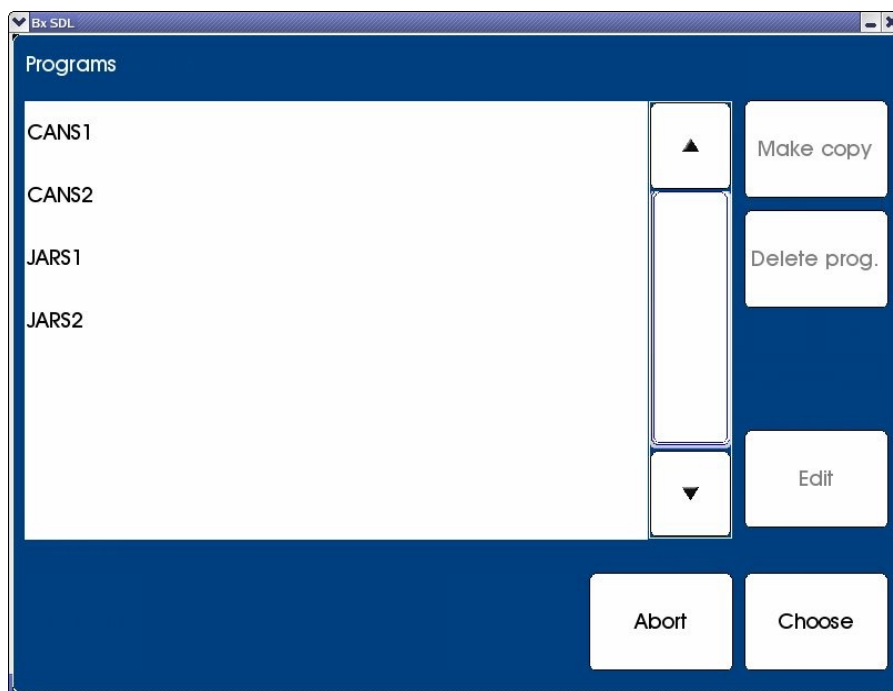 Bx SDL
Programs
CANS1
CANS2
JARS1
JARS2
Make copy
Delete prog.
Edit
Abort
Choose